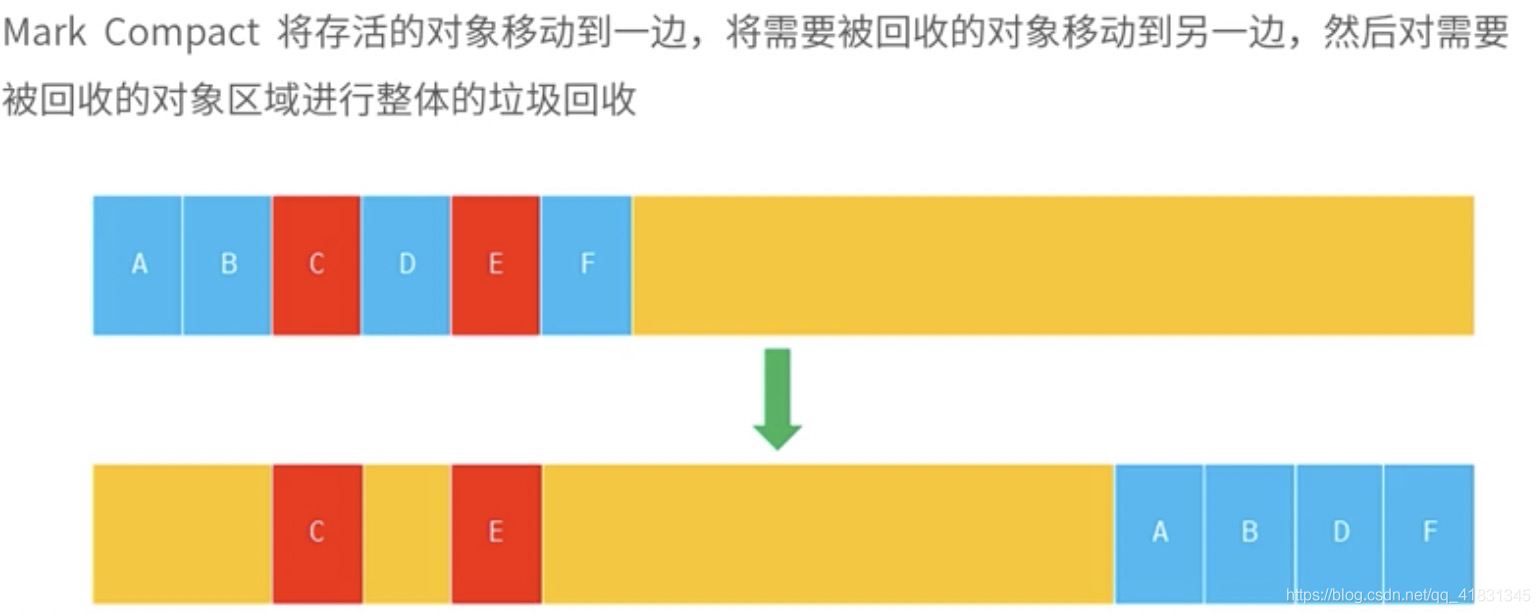 Mark Compact 将存活的对象移动到一边，将需要被回收的对象移动到另一边，然后对需要
被回收的对象区域进行整体的垃圾回收
A B C D E F
C E A B D F
https://blog.csdn.net/qq_41831345